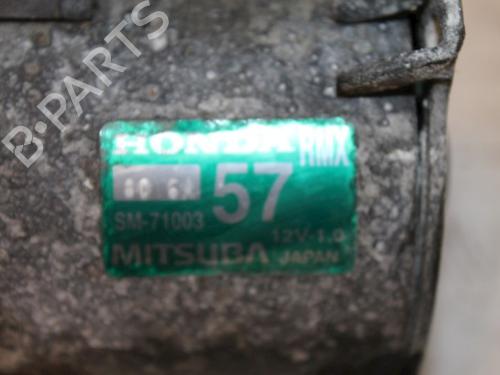 B-PARTS
HONDA RMX
57
SM-71003
12V-1.0
MITSUBA JAPAN